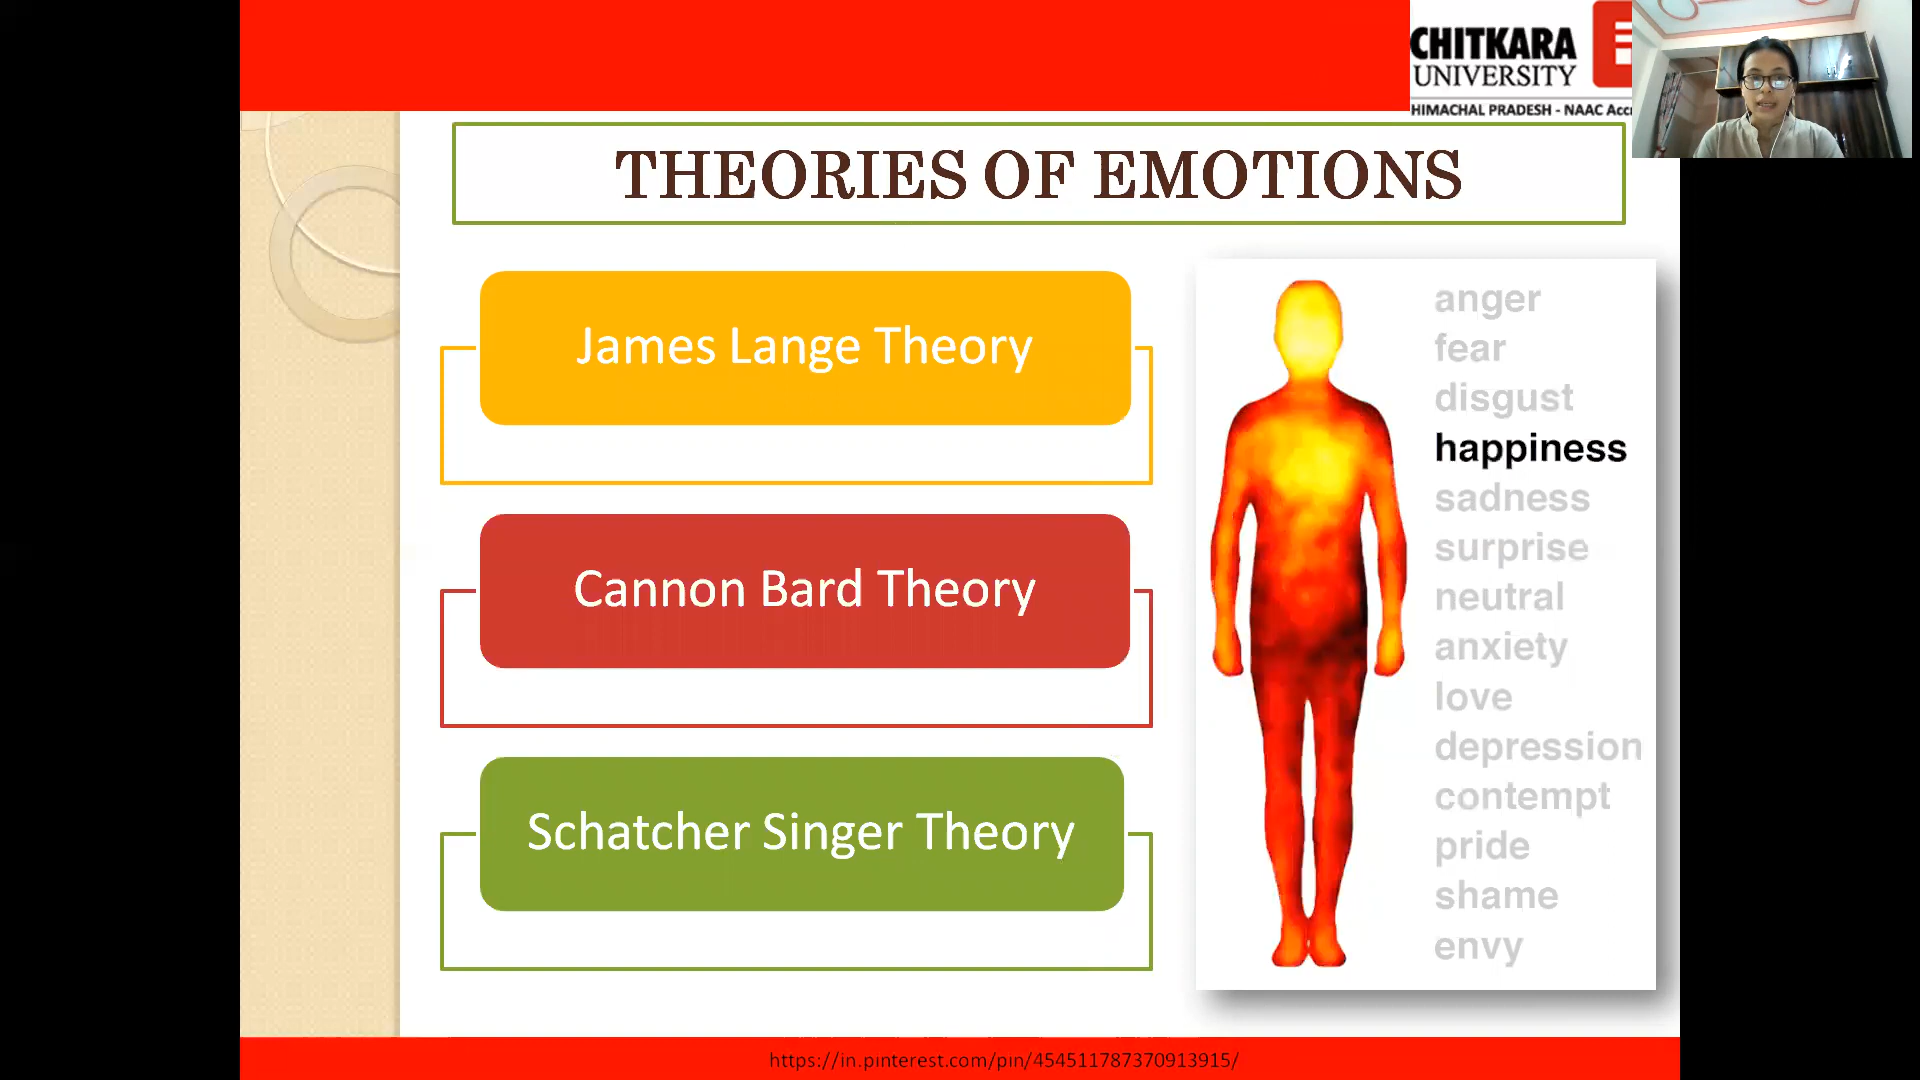 CHITKARA
UNIVERSITY
HIMACHAL PRADESH - NAAC
THEORIES OF EMOTIONS
James Lange Theory
Cannon Bard Theory
Schatcher Singer Theory
anger
fear
disgust
happiness
sadness
surprise
neutral
anxiety
love
depression
contempt
pride
shame
envy
https://in.pinterest.com/pin/454511787370913915/